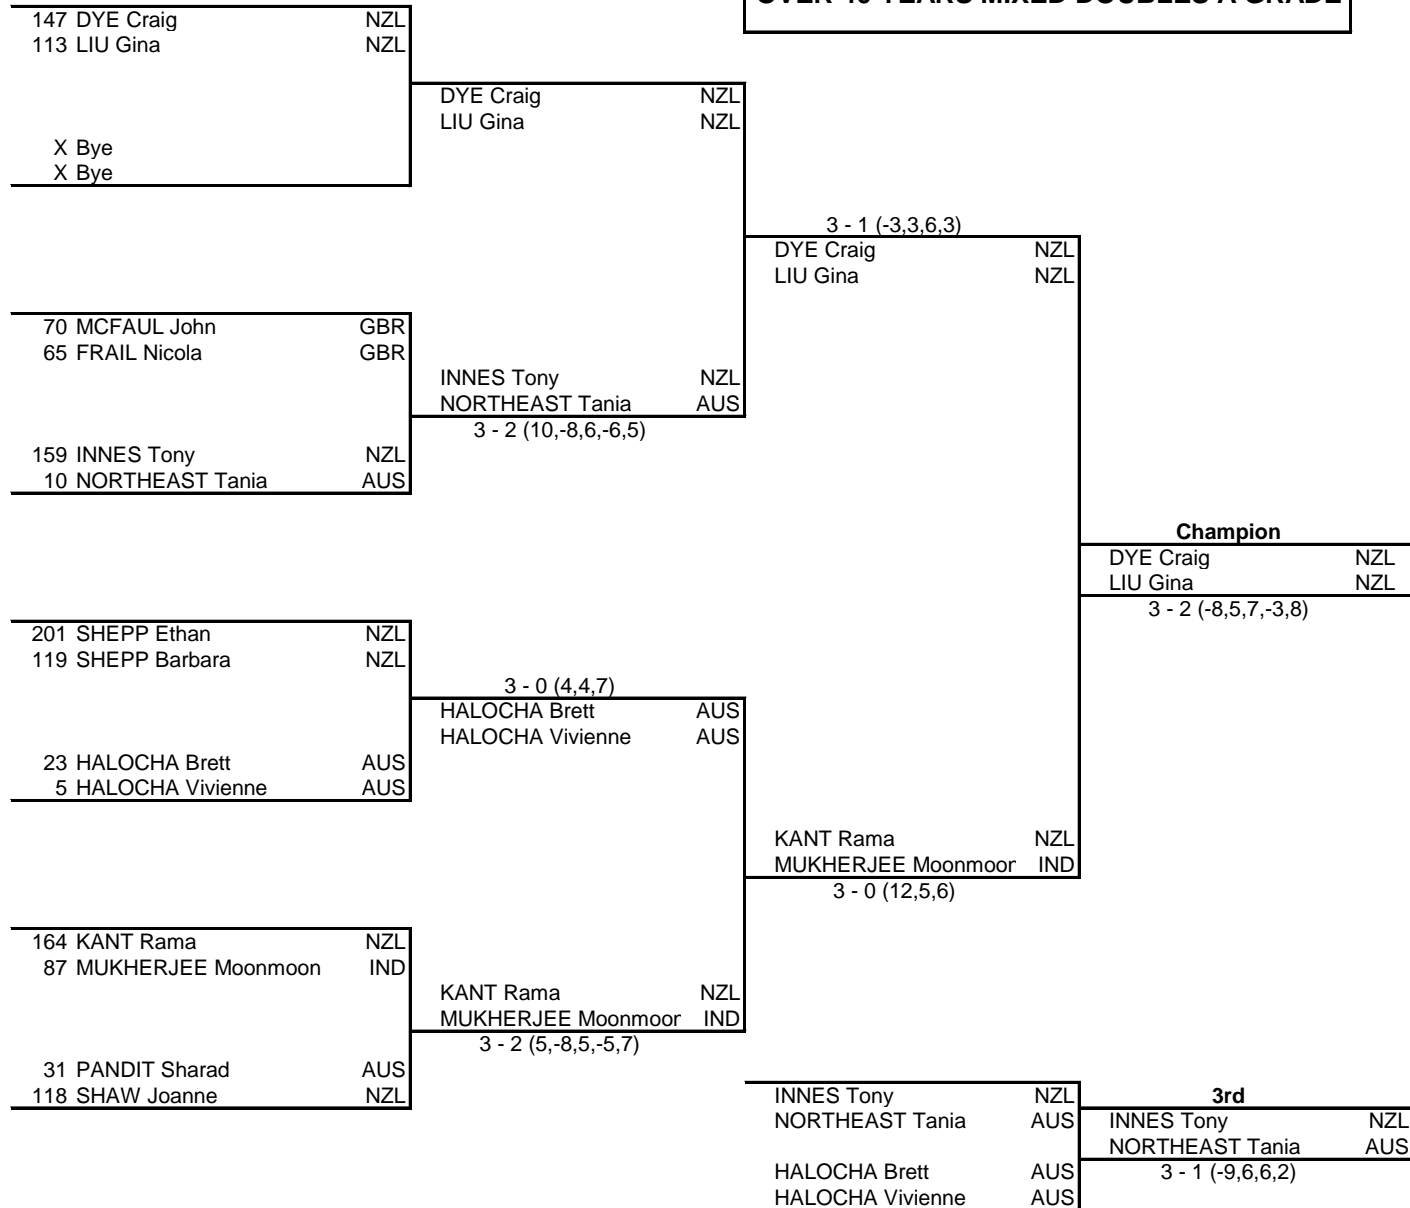 OVER 40 YEARS MIXED DOUBLES A GRADE
147 DYE Craig NZL
113 LIU Gina NZL
DYE Craig NZL
LIU Gina NZL
X Bye
X Bye
3 - 1 (-3,3,6,3)
DYE Craig NZL
LIU Gina NZL
70 MCFAUL John GBR
65 FRAIL Nicola GBR
INNES Tony NZL
NORTHEAST Tania AUS
3 - 2 (10,-8,6,-6,5)
159 INNES Tony NZL
10 NORTHEAST Tania AUS
Champion
DYE Craig NZL
LIU Gina NZL
3 - 2 (-8,5,7,-3,8)
201 SHEPP Ethan NZL
119 SHEPP Barbara NZL
3 - 0 (4,4,7)
HALOCHA Brett AUS
HALOCHA Vivienne AUS
23 HALOCHA Brett AUS
5 HALOCHA Vivienne AUS
KANT Rama NZL
MUKHERJEE Moonmoor IND
3 - 0 (12,5,6)
164 KANT Rama NZL
87 MUKHERJEE Moonmoon IND
KANT Rama NZL
MUKHERJEE Moonmoor IND
3 - 2 (5,-8,5,-5,7)
31 PANDIT Sharad AUS
118 SHAW Joanne NZL
INNES Tony NZL
NORTHEAST Tania AUS
HALOCHA Brett AUS
HALOCHA Vivienne AUS
3rd
INNES Tony NZL
NORTHEAST Tania AUS
3 - 1 (-9,6,6,2)